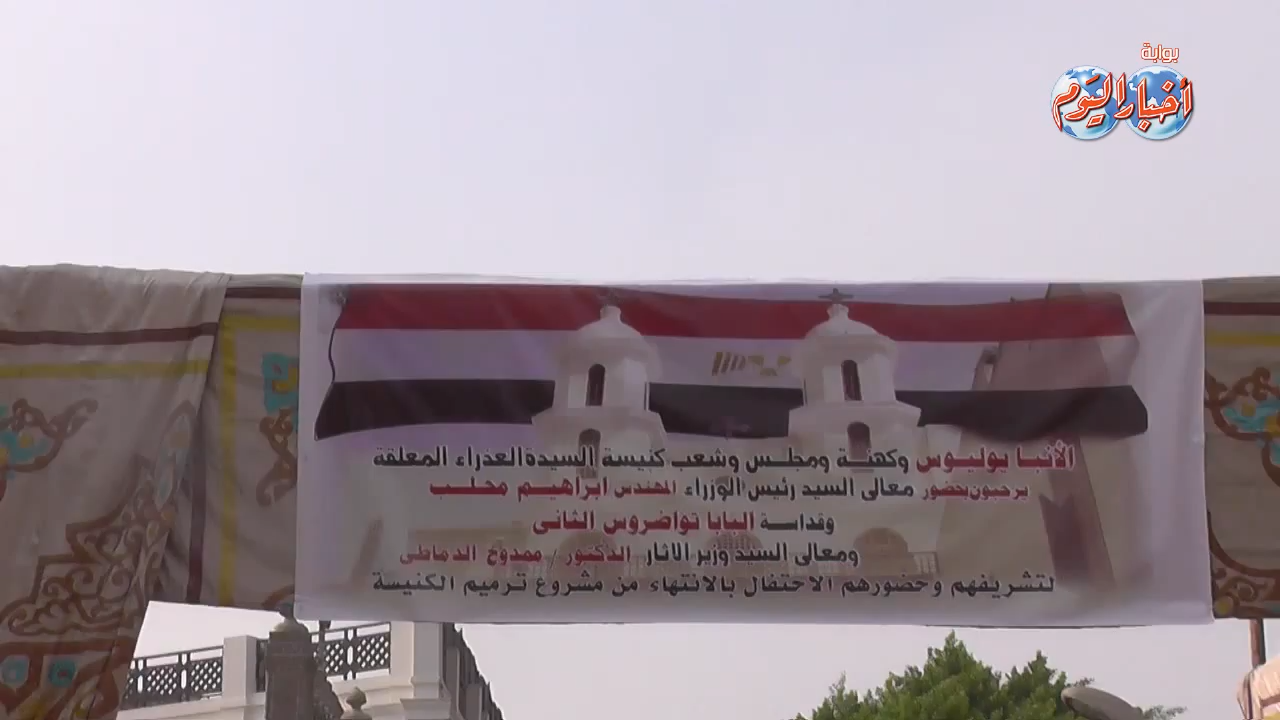 بوابة
أخبار اليوم
الأنبا يوليوس وكهنة ومجلس وشعب كنيسة السيدة العذراء المعلقة
يرحبون بحضور معالى السيد رئيس الوزراء المهندس ابراهيم محلب
وقداسة البابا تواضروس الثانى
ومعالى السيد وزير الاثار الدكتور / ممدوح الدماطى
لتشريفهم وحضورهم الاحتفال بالانتهاء من مشروع ترميم الكنيسة